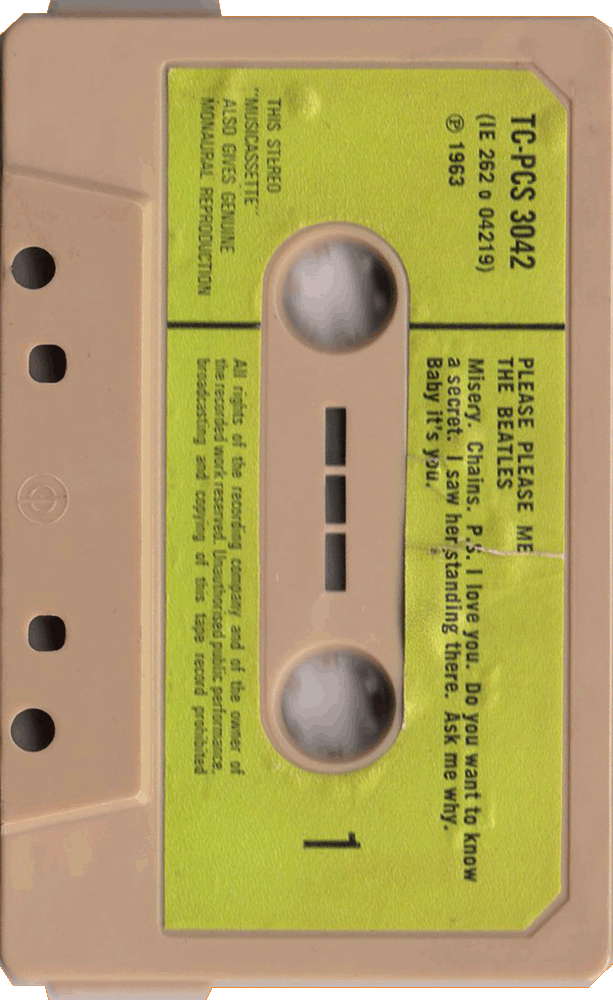 TC-PCS 3042
(IE 262 o 04219)
℗ 1963
PLEASE PLEASE ME
THE BEATLES
Misery. Chains. P.S. I love you. Do you want to know
a secret. I saw her standing there. Ask me why.
Baby it's you.
THIS STEREO
"MUSICASSETTE"
ALSO GIVES GENUINE
MONAURAL REPRODUCTION
All rights of the recording company and of the owner of
the recorded work reserved. Unauthorised public performance,
broadcasting and copying of this tape record prohibited
1